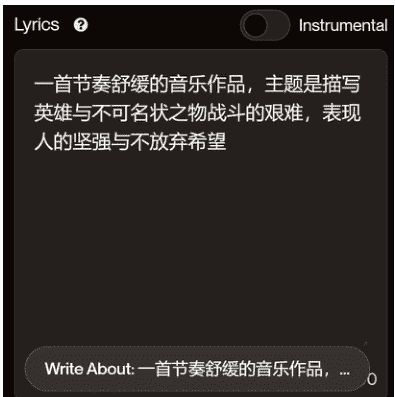 Lyrics ? Instrumental
一首节奏舒缓的音乐作品，主题是描写
英雄与不可名状之物战斗的艰难，表现
人的坚强与不放弃希望
Write About: 一首节奏舒缓的音乐作品，...
0